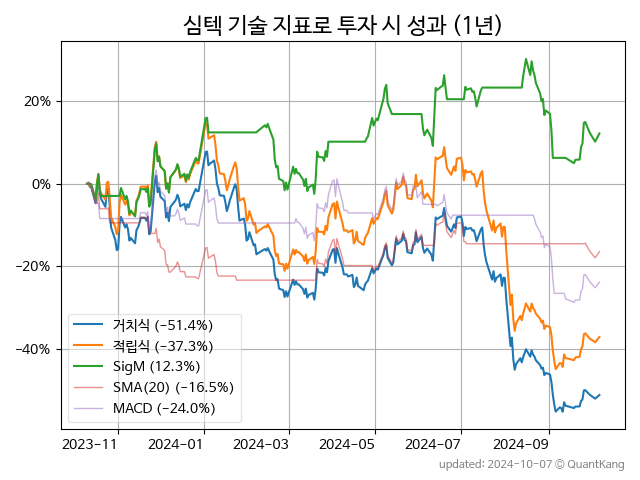 심텍 기술 지표로 투자 시 성과 (1년)
20%
0%
−20%
−40%
거치식 (−51.4%)
적립식 (−37.3%)
SigM (12.3%)
SMA(20) (−16.5%)
MACD (−24.0%)
2023-11 2024-01 2024-03 2024-05 2024-07 2024-09
updated: 2024-10-07 © QuantKang